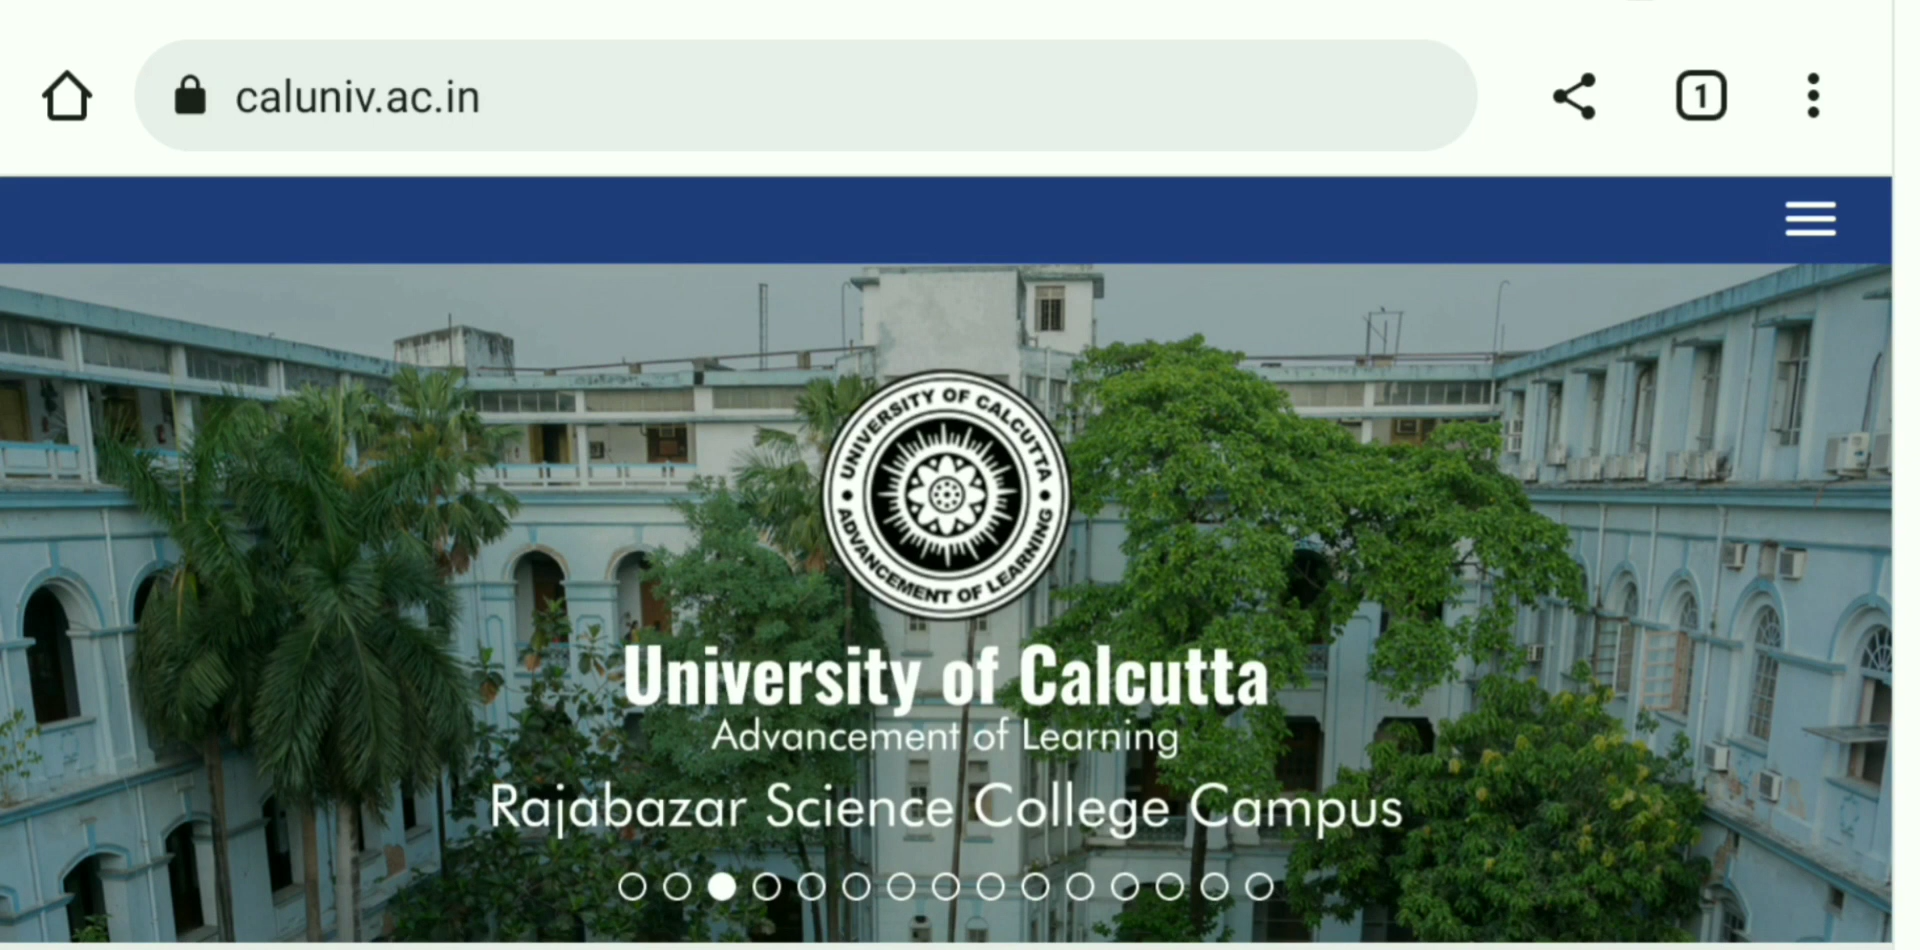 caluniv.ac.in
1
UNIVERSITY OF CALCUTTA
ADVANCEMENT OF LEARNING
University of Calcutta
Advancement of Learning
Rajabazar Science College Campus